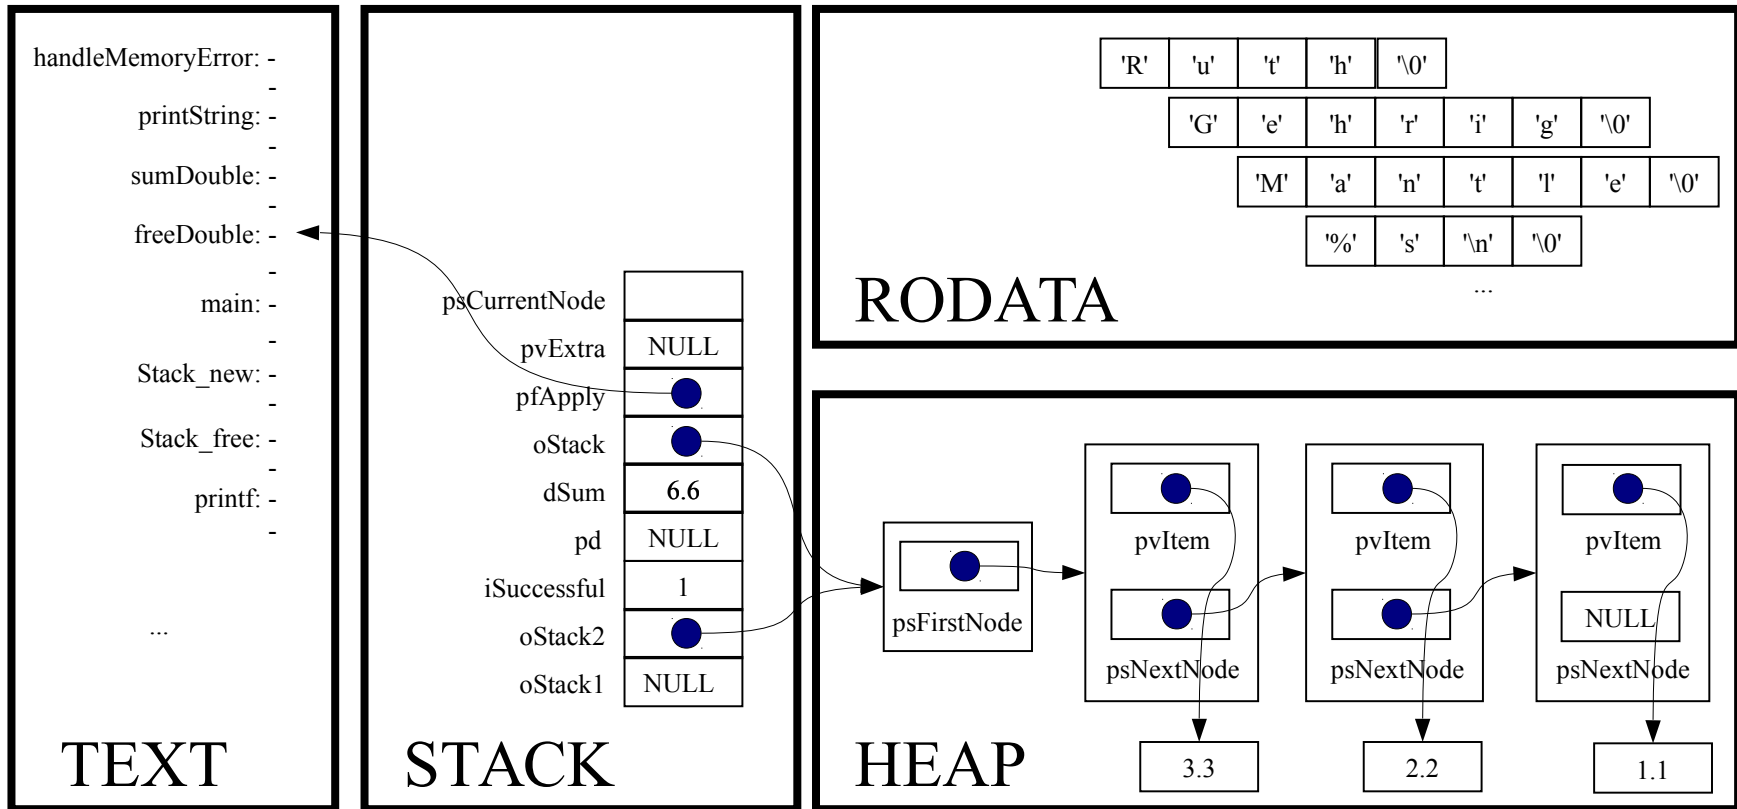 handleMemoryError: -
-
printString: -
-
sumDouble: -
-
freeDouble: -
-
main: -
-
Stack_new: -
-
Stack_free: -
-
printf: -
-
...
TEXT
psCurrentNode
pvExtra NULL
pfApply
oStack
dSum 6.6
pd NULL
iSuccessful 1
oStack2
oStack1 NULL
STACK
'R' 'u' 't' 'h' '\0'
'G' 'e' 'h' 'r' 'i' 'g' '\0'
'M' 'a' 'n' 't' 'l' 'e' '\0'
'%' 's' '\n' '\0'
...
RODATA
psFirstNode
pvItem pvItem pvItem
NULL
psNextNode psNextNode psNextNode
3.3 2.2 1.1
HEAP